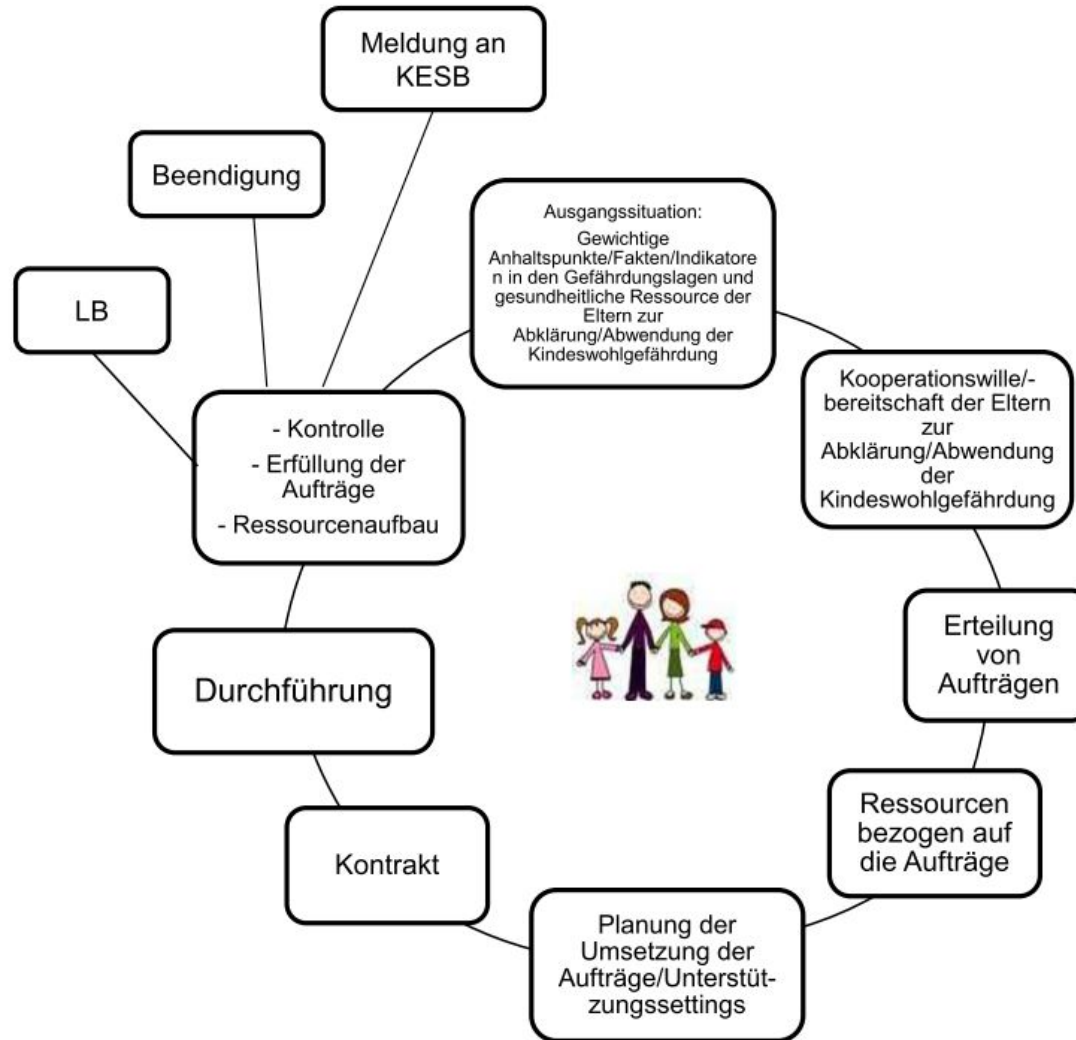 Meldung an
KESB
Beendigung
LB
Ausgangssituation:
Gewichtige
Anhaltspunkte/Fakten/Indikatore
n in den Gefährdungslagen und
gesundheitliche Ressource der
Eltern zur
Abklärung/Abwendung der
Kindeswohlgefährdung
Kooperationswille/-
bereitschaft der Eltern
zur
Abklärung/Abwendung
der
Kindeswohlgefährdung
Erteilung
von
Aufträgen
Ressourcen
bezogen auf
die Aufträge
Planung der
Umsetzung der
Aufträge/Unterstüt-
zungssettings
Kontrakt
Durchführung
- Kontrolle
- Erfüllung der
Aufträge
- Ressourcenaufbau